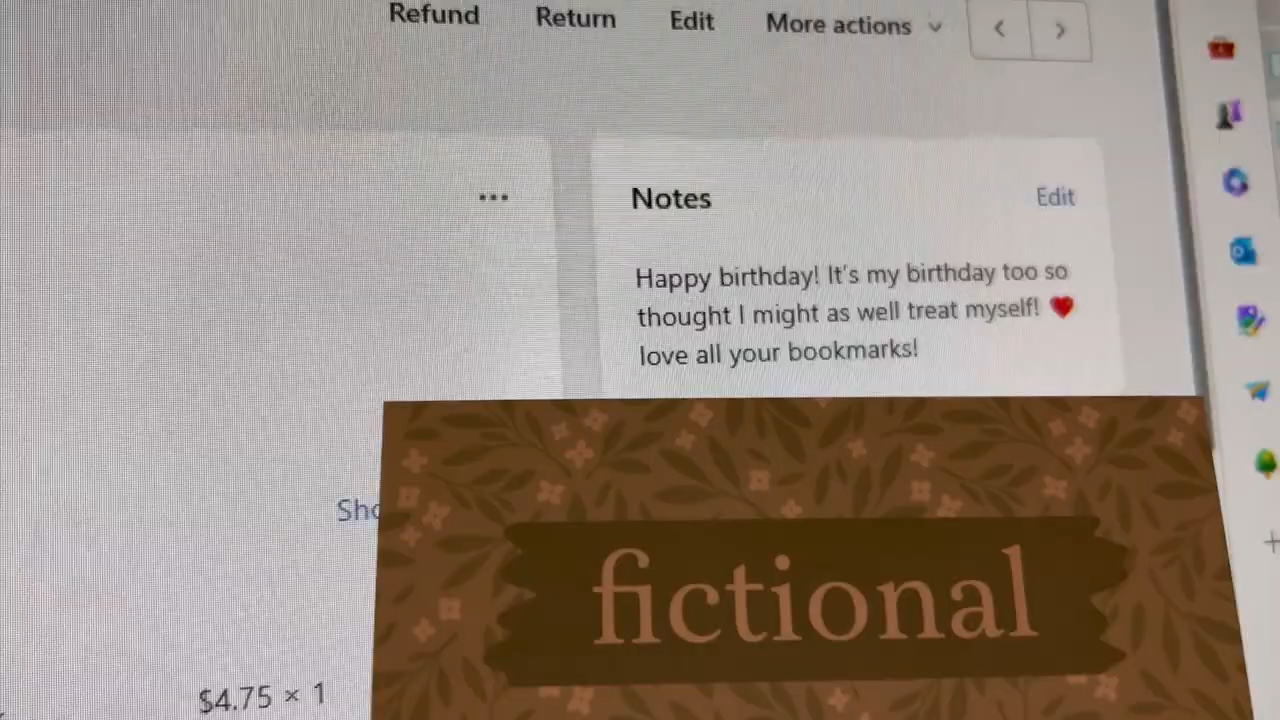 Refund Return Edit More actions
Notes Edit
Happy birthday! It's my birthday too so
thought I might as well treat myself! ❤️
love all your bookmarks!
Sho
fictional
$4.75 × 1